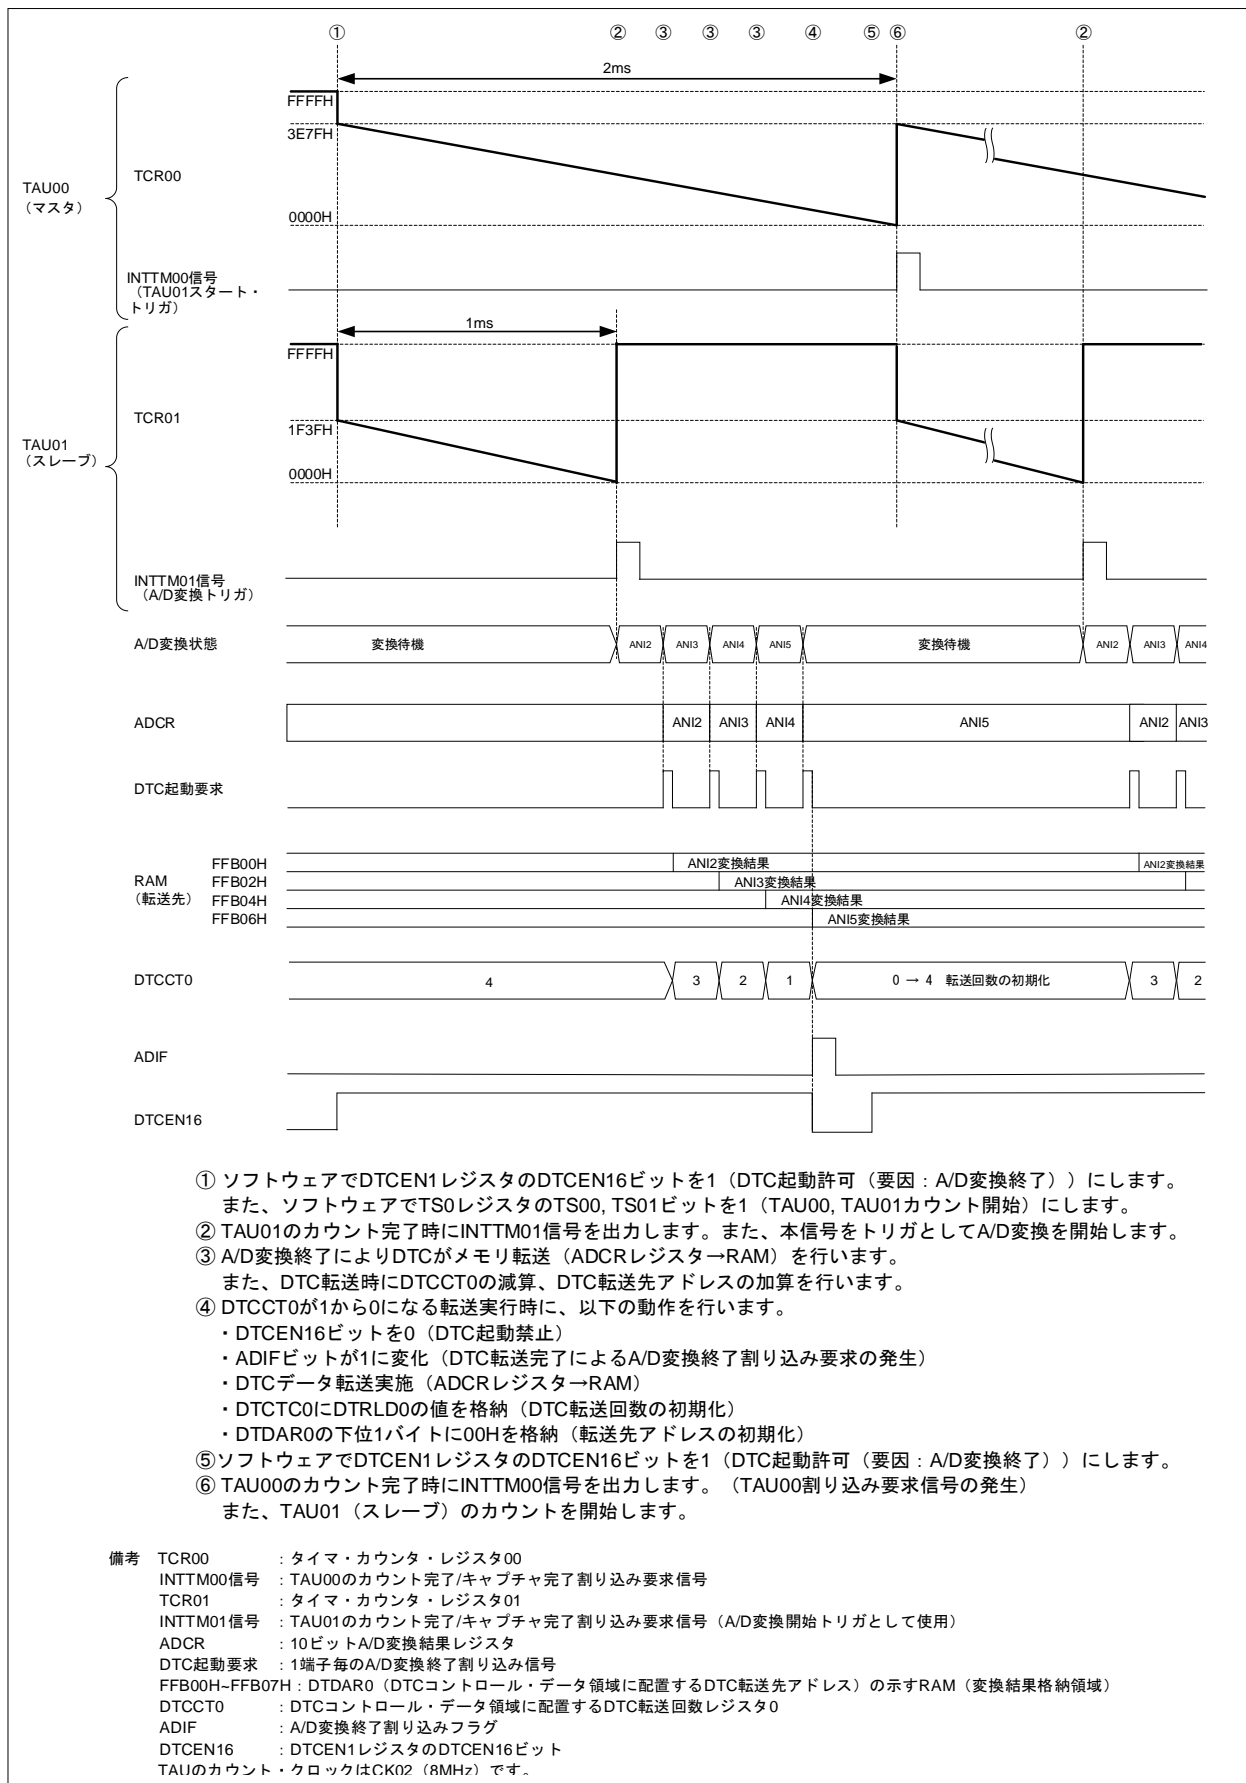 ① ② ③ ③ ③ ④ ⑤ ⑥ ②
2ms
FFFFH
3E7FH
TCR00
TAU00
（マスタ）
0000H
INTTM00信号
（TAU01スタート・
トリガ）
1ms
FFFFH
TCR01
1F3FH
TAU01
（スレーブ）
0000H
INTTM01信号
（A/D変換トリガ）
A/D変換状態 変換待機 ANI2 ANI3 ANI4 ANI5 変換待機 ANI2 ANI3 ANI4
ADCR ANI2 ANI3 ANI4 ANI5 ANI2 ANI3
DTC起動要求
RAM
（転送先）
FFB00H ANI2変換結果 ANI2変換結果
FFB02H ANI3変換結果
FFB04H ANI4変換結果
FFB06H ANI5変換結果
DTCCT0 4 3 2 1 0 → 4 転送回数の初期化 3 2
ADIF
DTCEN16
① ソフトウェアでDTCEN1レジスタのDTCEN16ビットを1（DTC起動許可（要因：A/D変換終了））にします。
また、ソフトウェアでTS0レジスタのTS00, TS01ビットを1（TAU00, TAU01カウント開始）にします。
② TAU01のカウント完了時にINTTM01信号を出力します。また、本信号をトリガとしてA/D変換を開始します。
③ A/D変換終了によりDTCがメモリ転送（ADCRレジスタ→RAM）を行います。
また、DTC転送時にDTCCT0の減算、DTC転送先アドレスの加算を行います。
④ DTCCT0が1から0になる転送実行時に、以下の動作を行います。
・DTCEN16ビットを0（DTC起動禁止）
・ADIFビットが1に変化（DTC転送完了によるA/D変換終了割り込み要求の発生）
・DTCデータ転送実施（ADCRレジスタ→RAM）
・DTCTC0にDTRLD0の値を格納（DTC転送回数の初期化）
・DTDAR0の下位1バイトに00Hを格納（転送先アドレスの初期化）
⑤ソフトウェアでDTCEN1レジスタのDTCEN16ビットを1（DTC起動許可（要因：A/D変換終了））にします。
⑥ TAU00のカウント完了時にINTTM00信号を出力します。（TAU00割り込み要求信号の発生）
また、TAU01（スレーブ）のカウントを開始します。
備考 TCR00 ：タイマ・カウンタ・レジスタ00
INTTM00信号 ：TAU00のカウント完了/キャプチャ完了割り込み要求信号
TCR01 ：タイマ・カウンタ・レジスタ01
INTTM01信号 ：TAU01のカウント完了/キャプチャ完了割り込み要求信号（A/D変換開始トリガとして使用）
ADCR ：10ビットA/D変換結果レジスタ
DTC起動要求 ：1端子毎のA/D変換終了割り込み信号
FFB00H~FFB07H：DTDAR0（DTCコントロール・データ領域に配置するDTC転送先アドレス）の示すRAM（変換結果格納領域）
DTCCT0 ：DTCコントロール・データ領域に配置するDTC転送回数レジスタ0
ADIF ：A/D変換終了割り込みフラグ
DTCEN16 ：DTCEN1レジスタのDTCEN16ビット
TAUのカウント・クロックはCK02（8MHz）です。